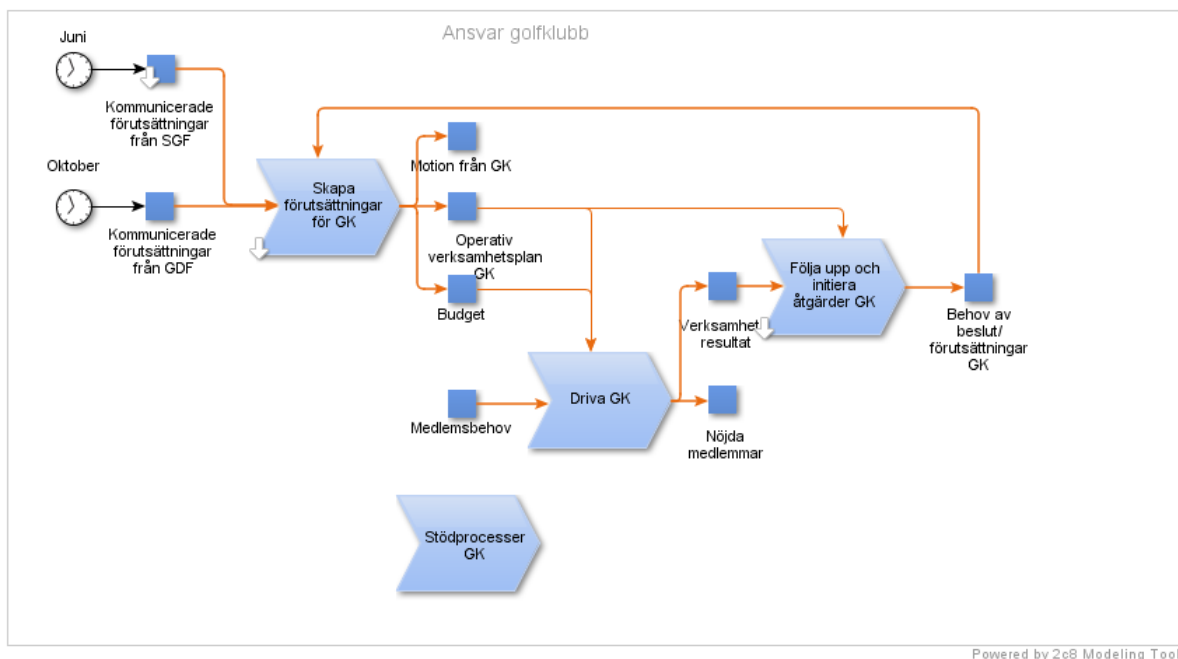 Ansvar golfklubb
Juni
Kommunicerade
förutsättningar
från SGF
Oktober
Kommunicerade
förutsättningar
från GDF
Skapa
förutsättningar
för GK
Motion från GK
Operativ
verksamhetsplan
GK
Budget
Följa upp och
initiera
åtgärder GK
Verksamhet
resultat
Behov av
beslut/
förutsättningar
GK
Driva GK
Medlemsbehov
Nöjda
medlemmar
Stödprocesser
GK
Powered by 2c8 Modeling Tool